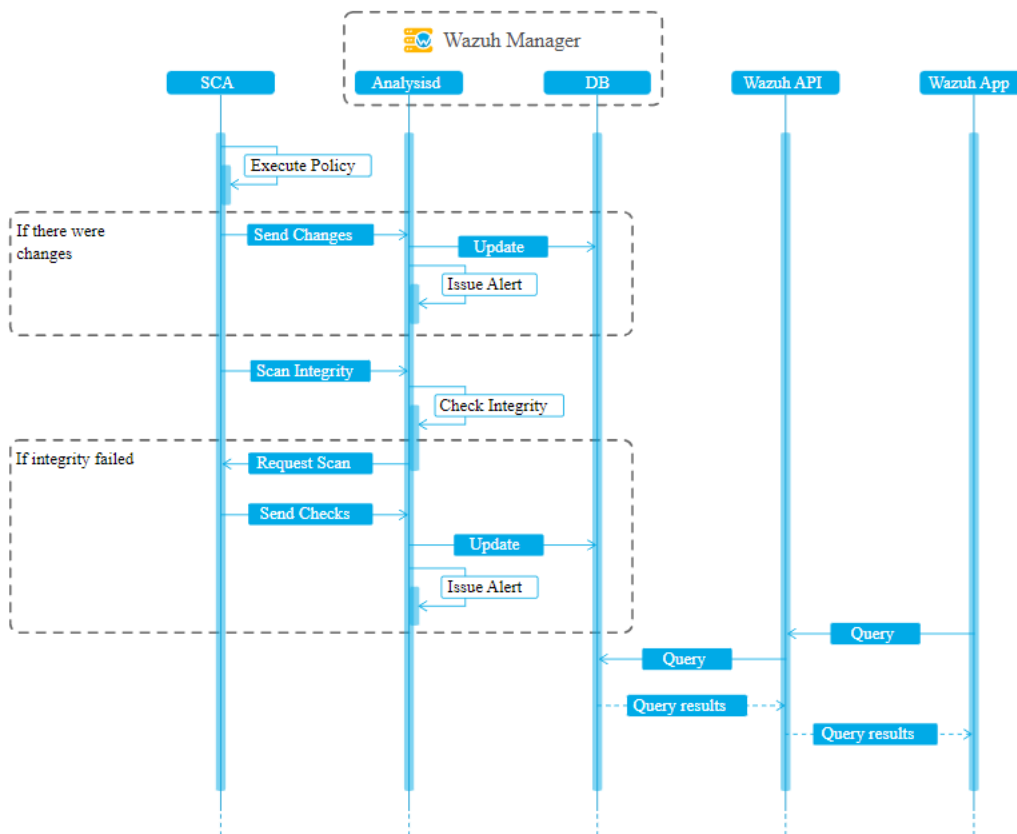 Wazuh Manager
SCA
Analysisd
DB
Wazuh API
Wazuh App
Execute Policy
If there were
changes
Send Changes
Update
Issue Alert
Scan Integrity
Check Integrity
If integrity failed
Request Scan
Send Checks
Update
Issue Alert
Query
Query
Query results
Query results